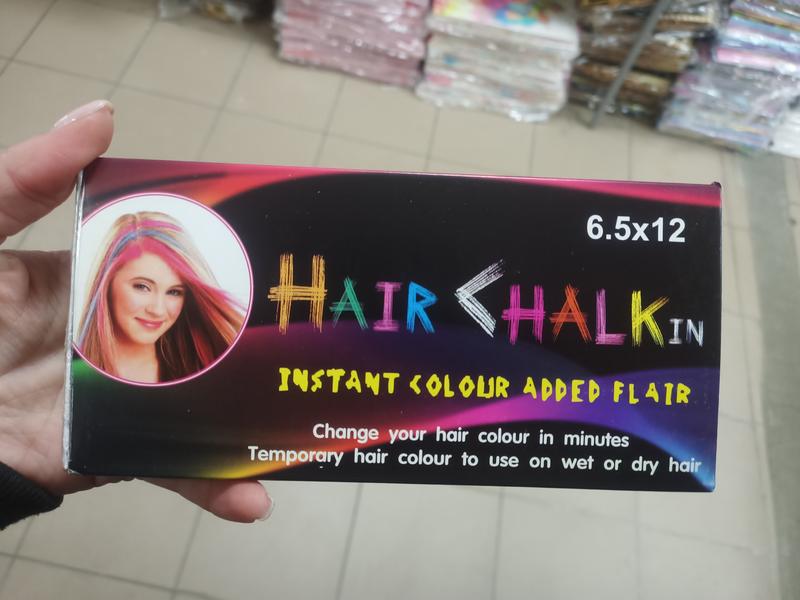 6.5x12
HAIR CHALKIN
INSTANT COLOUR ADDED FLAIR
Change your hair colour in minutes
Temporary hair colour to use on wet or dry hair